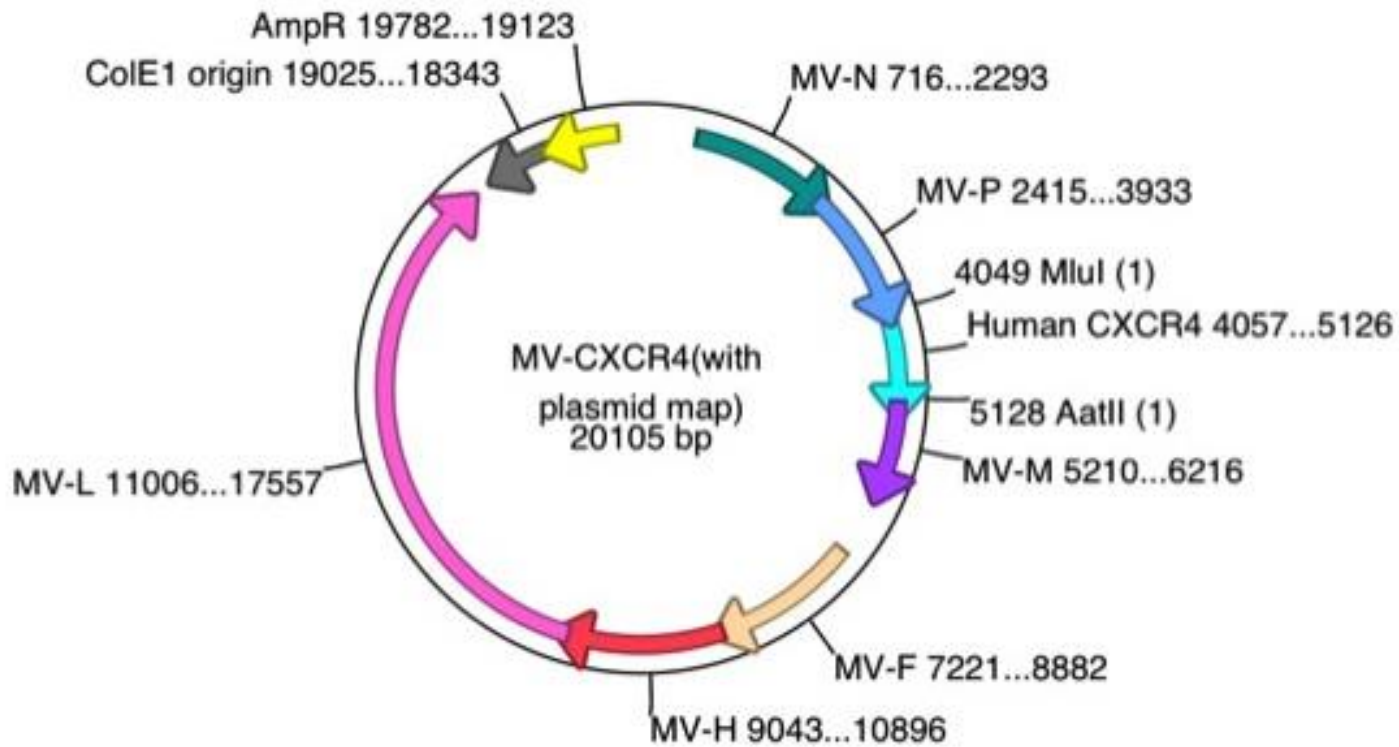 AmpR 19782...19123
ColE1 origin 19025...18343
MV-N 716...2293
MV-P 2415...3933
4049 MluI (1)
Human CXCR4 4057...5126
MV-CXCR4(with
plasmid map)
20105 bp
5128 AatII (1)
MV-M 5210...6216
MV-L 11006...17557
MV-F 7221...8882
MV-H 9043...10896